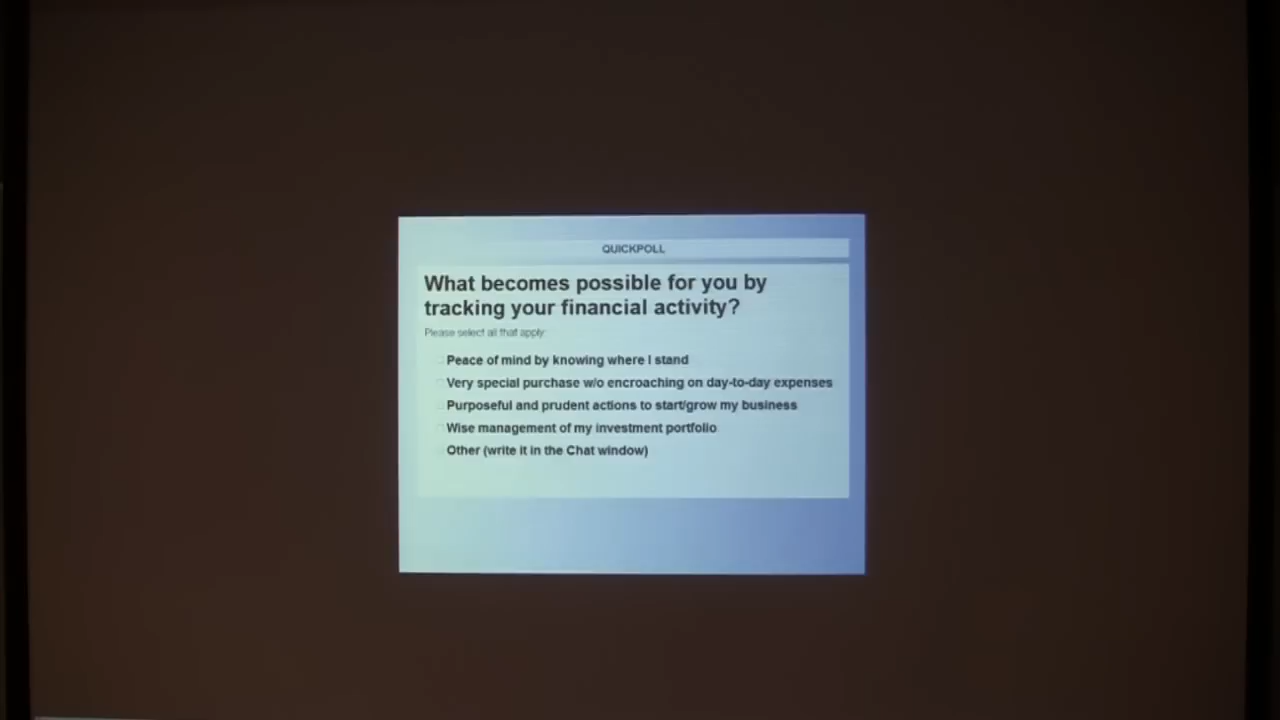 QUICKPOLL
What becomes possible for you by
tracking your financial activity?
Please select all that apply:
Peace of mind by knowing where I stand
Very special purchase w/o encroaching on day-to-day expenses
Purposeful and prudent actions to start/grow my business
Wise management of my investment portfolio
Other (write it in the Chat window)